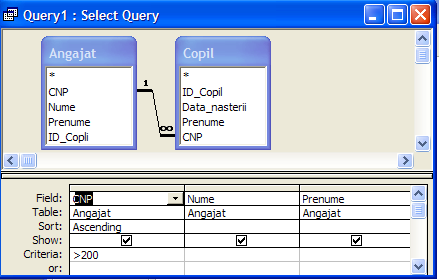 Query1 : Select Query
Angajat
*
CNP
Nume
Prenume
ID_Copli
1
∞
Copil
*
ID_Copil
Data_nasterii
Prenume
CNP
Field: CNP Nume Prenume
Table: Angajat Angajat Angajat
Sort: Ascending
Show:
Criteria: >200
or: